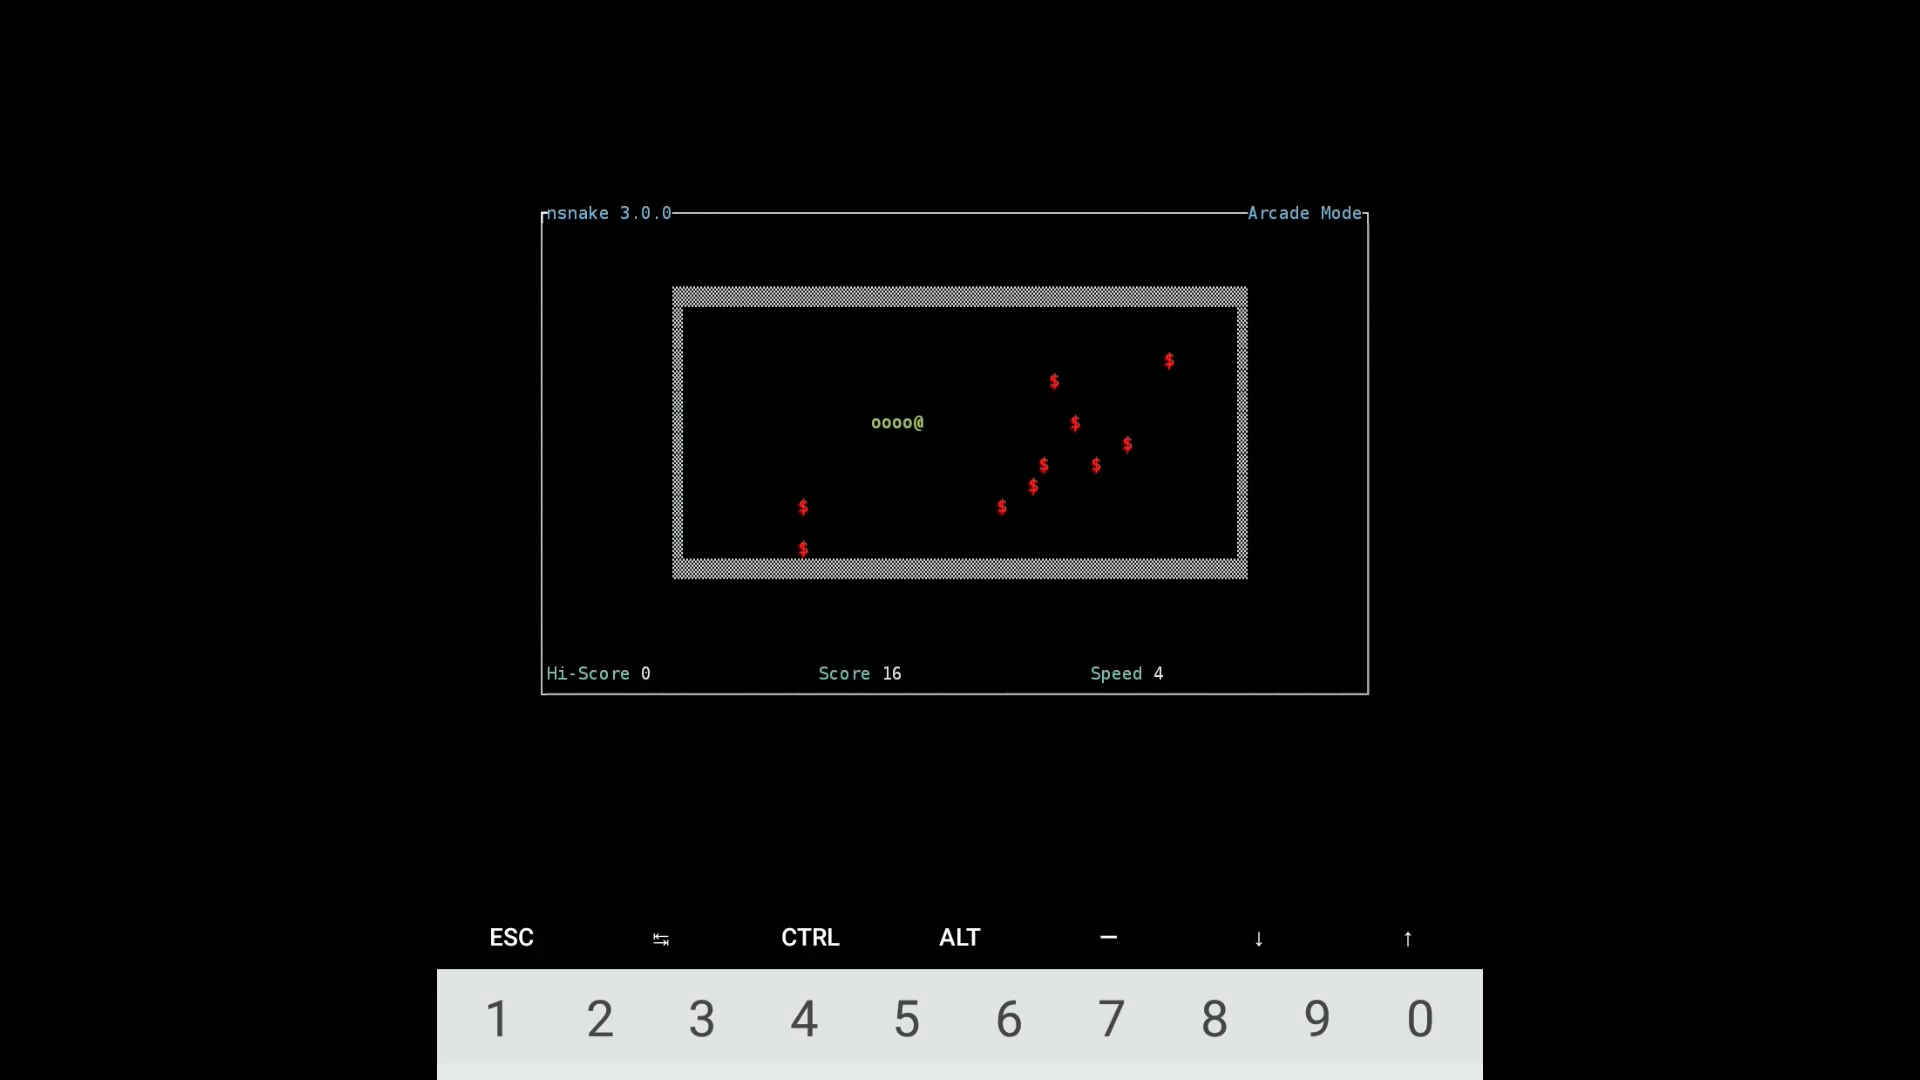 nsnake 3.0.0 Arcade Mode
$
$
oooo@ $
$
$ $
$
$ $
$
Hi-Score 0 Score 16 Speed 4
ESC ↹ CTRL ALT — ↓ ↑
1 2 3 4 5 6 7 8 9 0